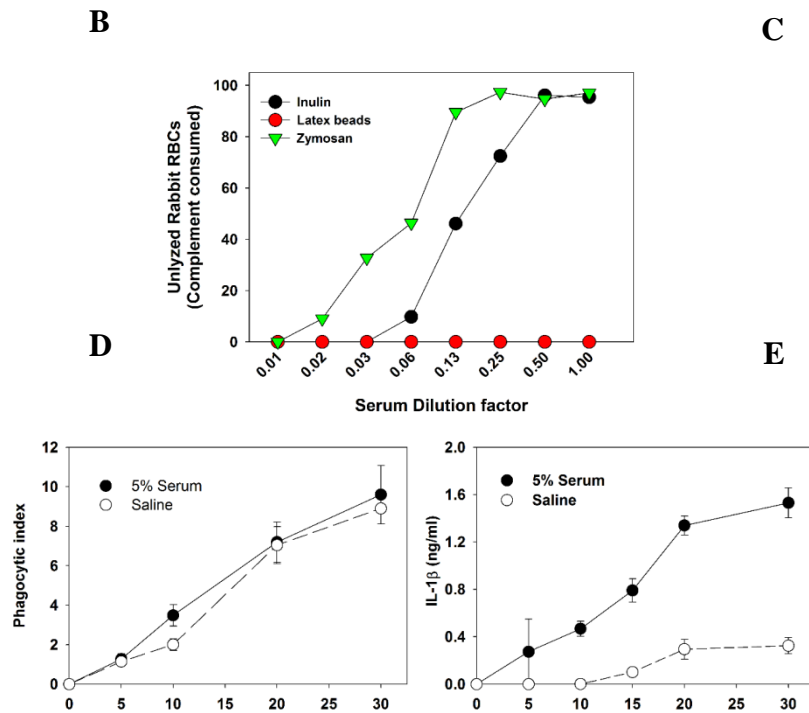 B
C
100
80
60
40
20
0
Unlyzed Rabbit RBCs
(Complement consumed)
Inulin
Latex beads
Zymosan
0.01
0.02
0.03
0.06
0.13
0.25
0.50
1.00
Serum Dilution factor
D
E
12
10
8
6
4
2
0
Phagocytic index
5% Serum
Saline
0
5
10
20
30
2.0
1.6
1.2
0.8
0.4
0.0
IL-1β (ng/ml)
5% Serum
Saline
0
5
10
15
20
30